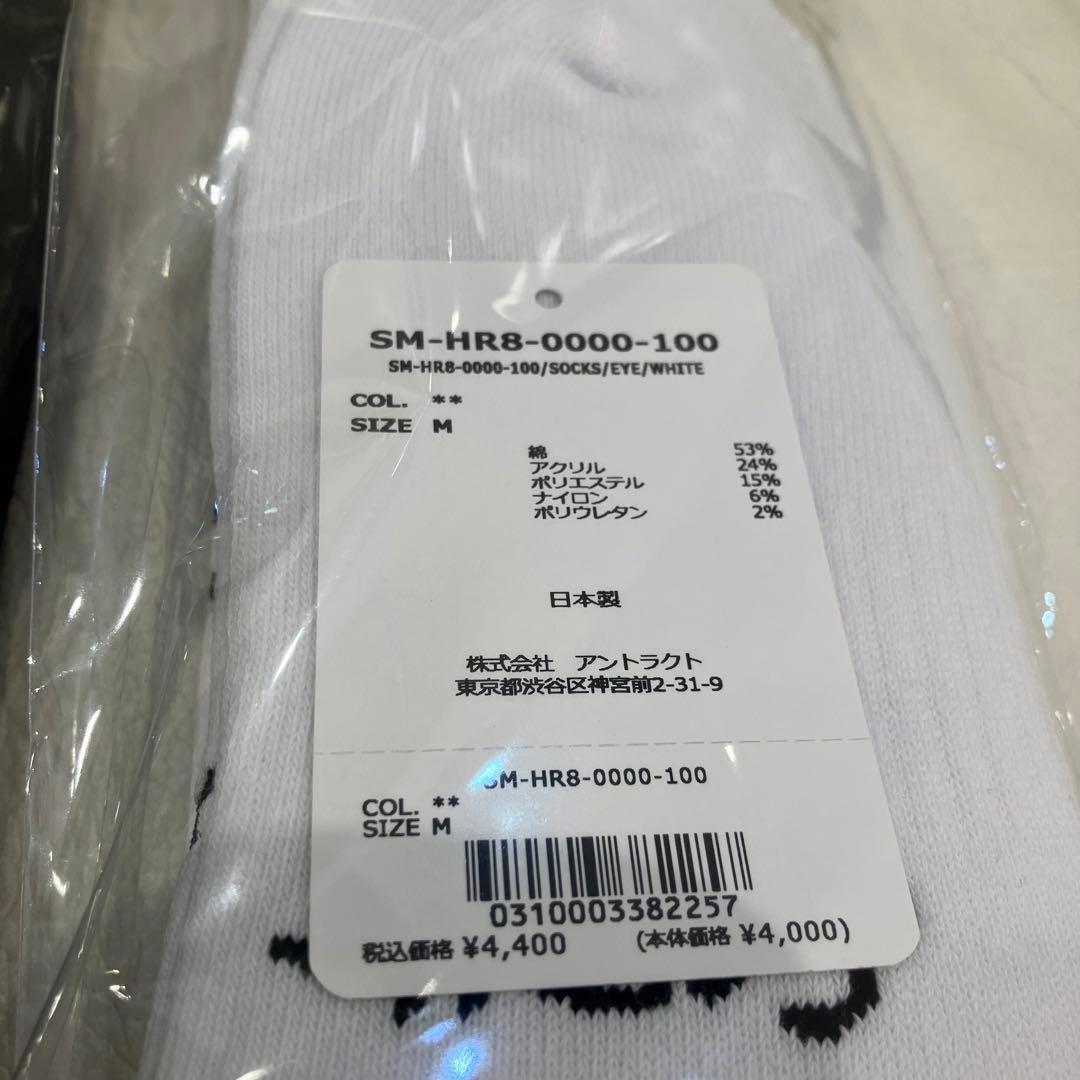 SM-HR8-0000-100
SM-HR8-0000-100/SOCKS/EYE/WHITE
COL. **
SIZE M
綿 53%
アクリル 24%
ポリエステル 15%
ナイロン 6%
ポリウレタン 2%
日本製
株式会社 アントラクト
東京都渋谷区神宮前2-31-9
SM-HR8-0000-100
COL. **
SIZE M
0310003382257
税込価格 ¥4,400 (本体価格 ¥4,000)